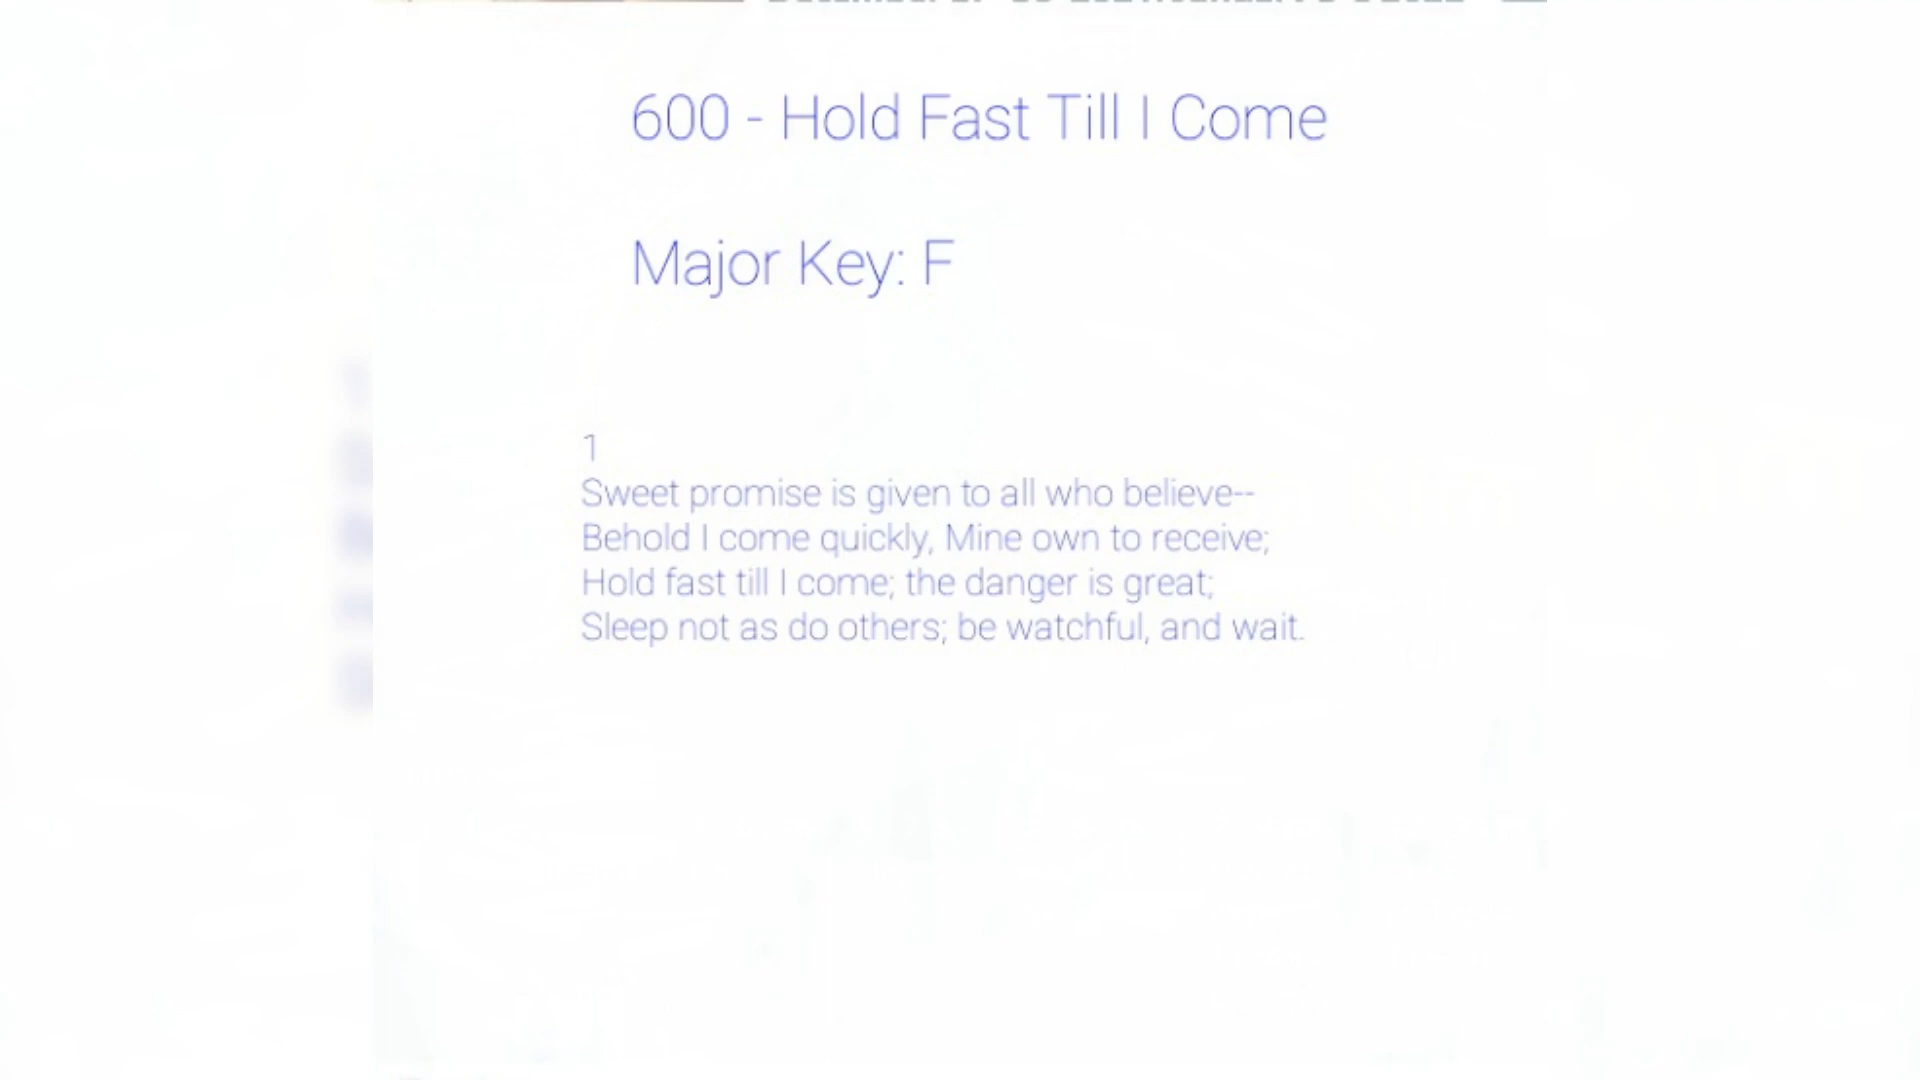 600 - Hold Fast Till I Come
Major Key: F
1
Sweet promise is given to all who believe--
Behold I come quickly, Mine own to receive;
Hold fast till I come; the danger is great;
Sleep not as do others; be watchful, and wait.